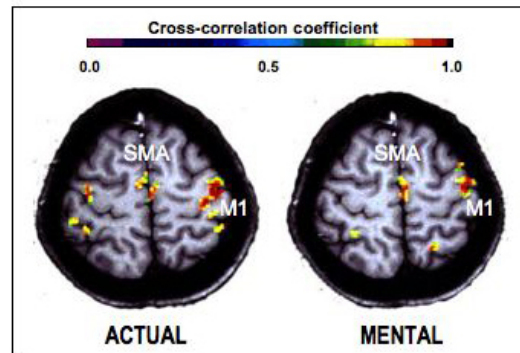 Cross-correlation coefficient
0.0 0.5 1.0
SMA SMA
M1 M1
ACTUAL MENTAL